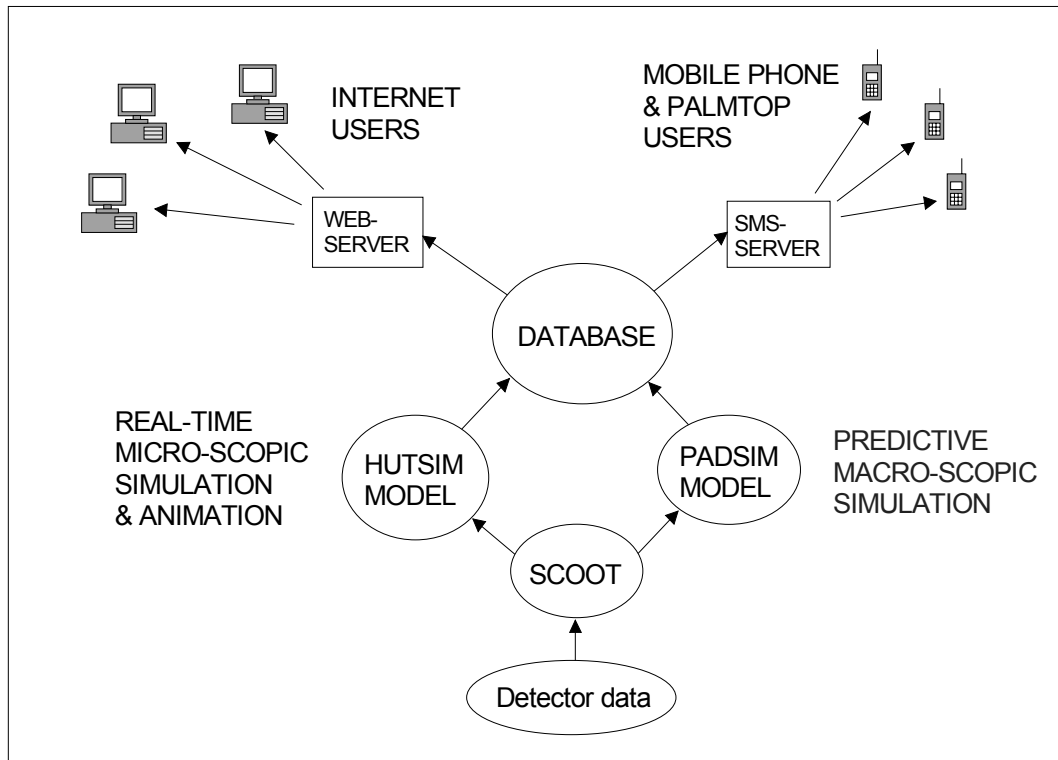 INTERNET
USERS
MOBILE PHONE
& PALMTOP
USERS
WEB-
SERVER
SMS-
SERVER
DATABASE
REAL-TIME
MICRO-SCOPIC
SIMULATION
& ANIMATION
HUTSIM
MODEL
PADSIM
MODEL
PREDICTIVE
MACRO-SCOPIC
SIMULATION
SCOOT
Detector data